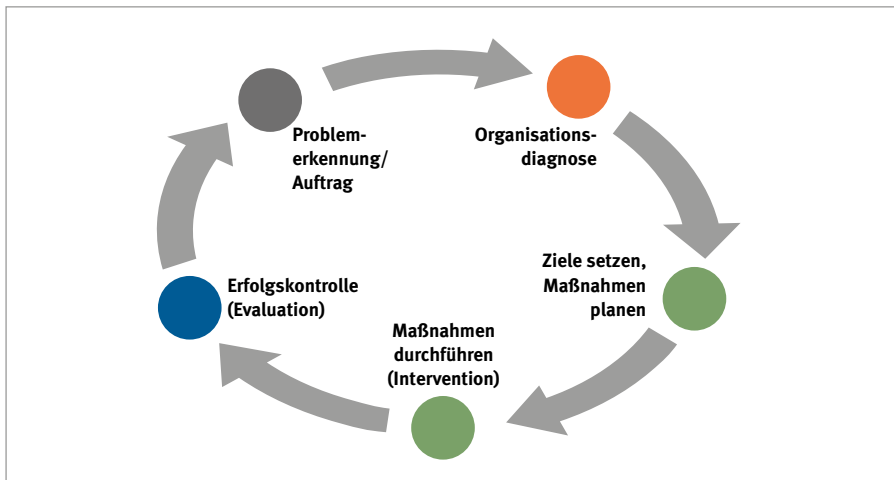 Problem-
erkennung/
Auftrag
Organisations-
diagnose
Ziele setzen,
Maßnahmen
planen
Maßnahmen
durchführen
(Intervention)
Erfolgskontrolle
(Evaluation)